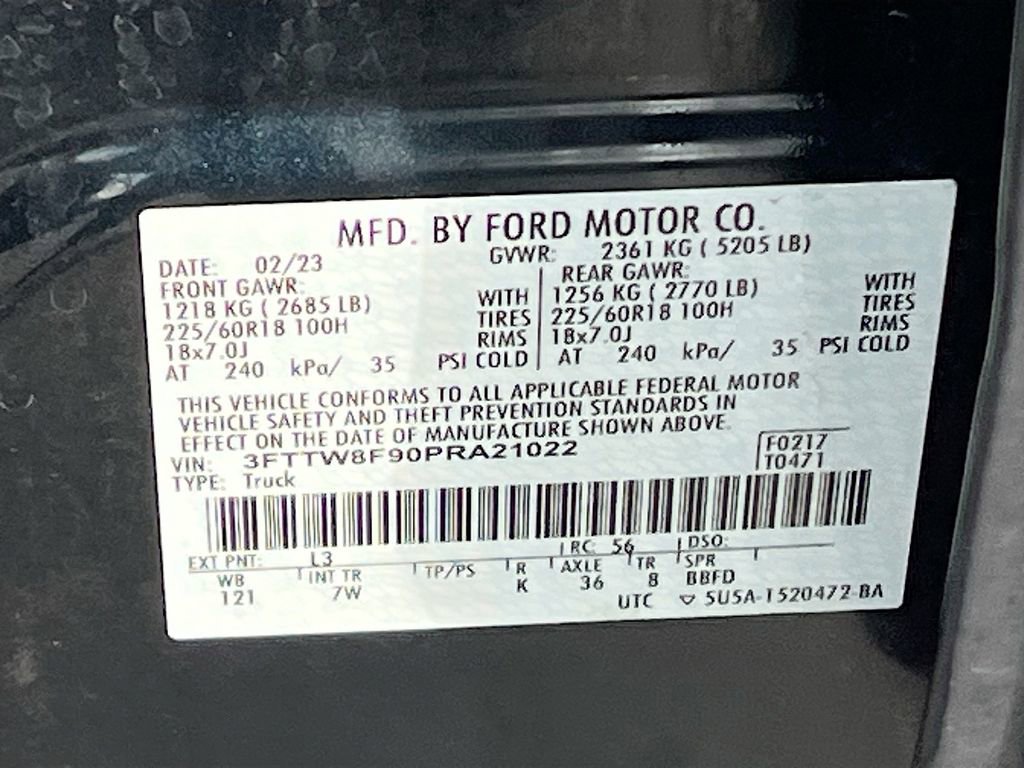 MFD. BY FORD MOTOR CO.
DATE: 02/23 GVWR: 2361 KG ( 5205 LB)
FRONT GAWR: REAR GAWR:
1218 KG ( 2685 LB) WITH 1256 KG ( 2770 LB) WITH
225/60R18 100H TIRES 225/60R18 100H TIRES
18x7.0J RIMS 18x7.0J RIMS
AT 240 kPa/ 35 PSI COLD AT 240 kPa/ 35 PSI COLD
THIS VEHICLE CONFORMS TO ALL APPLICABLE FEDERAL MOTOR
VEHICLE SAFETY AND THEFT PREVENTION STANDARDS IN
EFFECT ON THE DATE OF MANUFACTURE SHOWN ABOVE.
VIN: 3FTTW8F90PRA21022 F0217
TYPE: Truck T0471
EXT PNT: L3 RC: 56 DSO:
WB INT TR TP/PS R AXLE TR SPR
121 7W K 36 8 BBFD
UTC ▽ 5U5A-1520472-BA